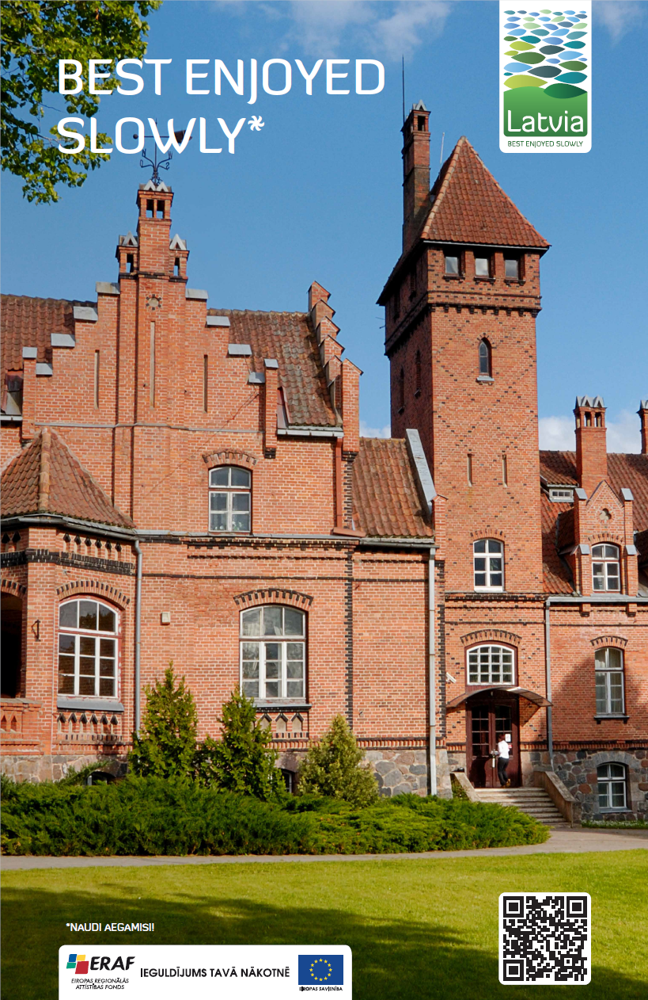 BEST ENJOYED
SLOWLY*
Latvia
BEST ENJOYED SLOWLY
*NAUDI AEGAMISI!
ERAF
EIROPAS REĢIONĀLĀS
ATTĪSTĪBAS FONDS
IEGULDĪJUMS TAVĀ NĀKOTNĒ
EIROPAS SAVIENĪBA